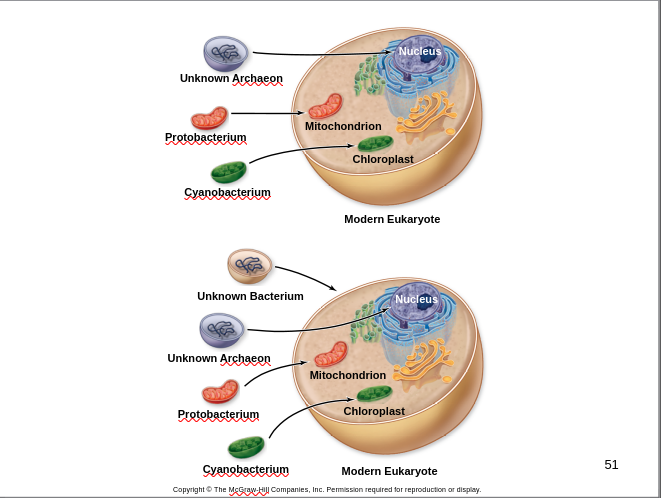 Nucleus
Unknown Archaeon
Mitochondrion
Protobacterium
Chloroplast
Cyanobacterium
Modern Eukaryote
Unknown Bacterium
Nucleus
Unknown Archaeon
Mitochondrion
Protobacterium
Chloroplast
Cyanobacterium
Modern Eukaryote
51
Copyright © The McGraw-Hill Companies, Inc. Permission required for reproduction or display.